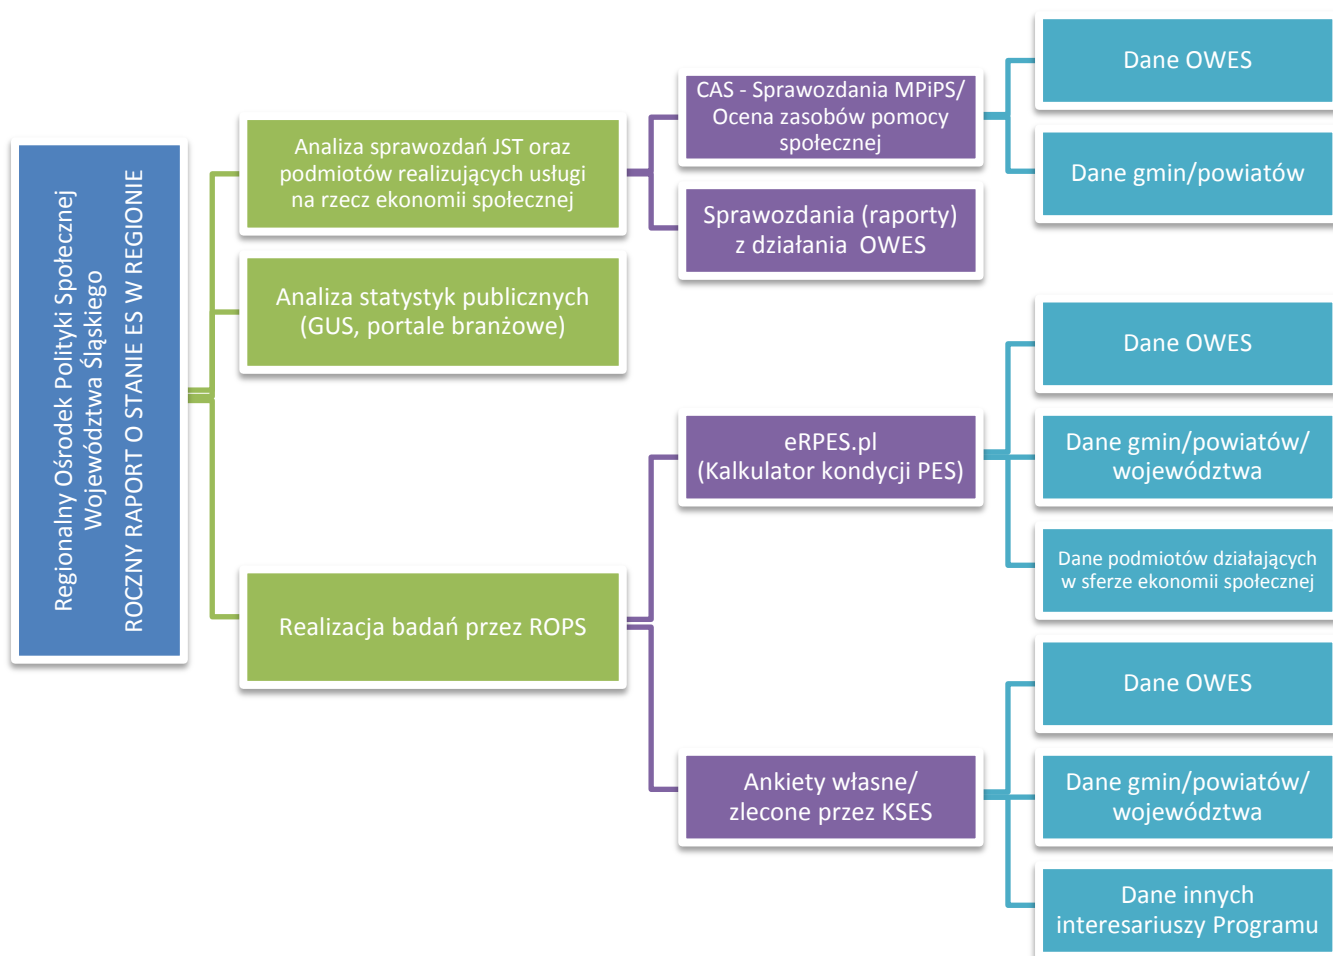 Regionalny Ośrodek Polityki Społecznej
Województwa Śląskiego
ROCZNY RAPORT O STANIE ES W REGIONIE
Analiza sprawozdań JST oraz
podmiotów realizujących usługi
na rzecz ekonomii społecznej
Analiza statystyk publicznych
(GUS, portale branżowe)
Realizacja badań przez ROPS
CAS - Sprawozdania MPiPS/
Ocena zasobów pomocy
społecznej
Sprawozdania (raporty)
z działania OWES
eRPES.pl
(Kalkulator kondycji PES)
Ankiety własne/
zlecone przez KSES
Dane OWES
Dane gmin/powiatów
Dane OWES
Dane gmin/powiatów/
województwa
Dane podmiotów działających
w sferze ekonomii społecznej
Dane OWES
Dane gmin/powiatów/
województwa
Dane innych
interesariuszy Programu